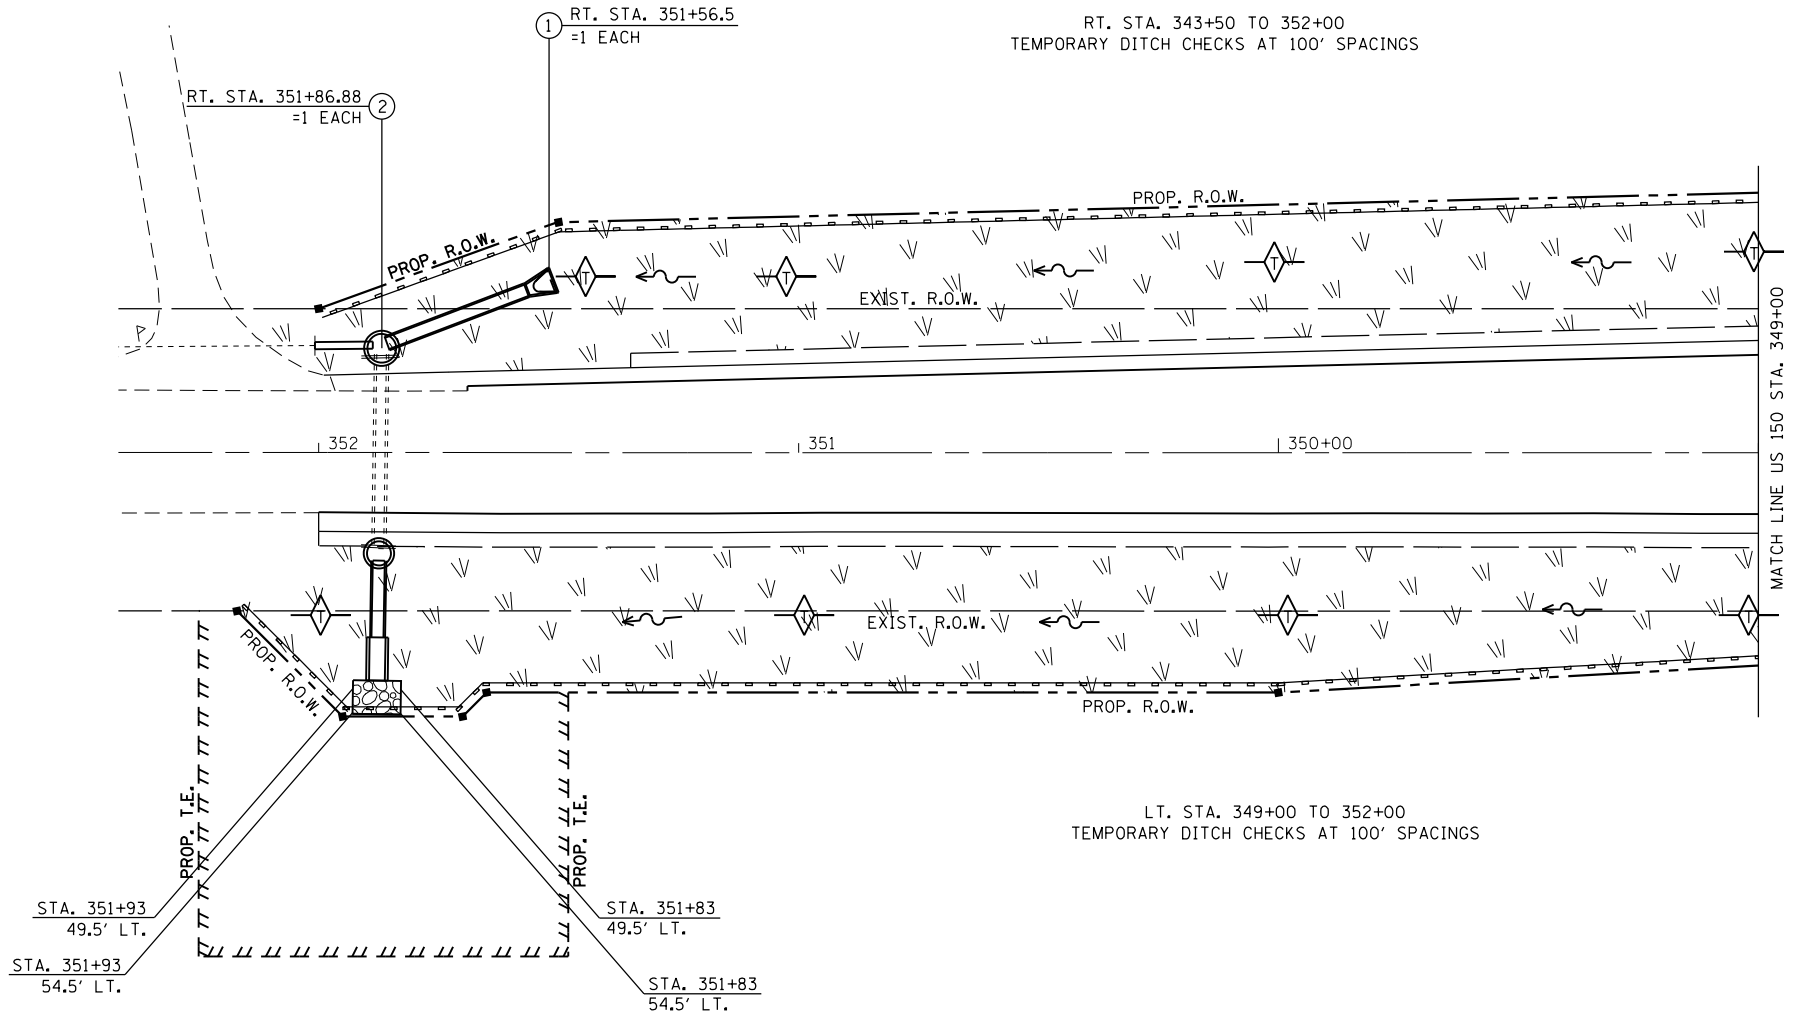 1
RT. STA. 351+56.5
=1 EACH
RT. STA. 343+50 TO 352+00
TEMPORARY DITCH CHECKS AT 100' SPACINGS
RT. STA. 351+86.88
=1 EACH
2
PROP. R.O.W.
PROP. R.O.W.
T
T
T
T
EXIST. R.O.W.
P
352
351
350+00
MATCH LINE US 150 STA. 349+00
T
T
T
T
EXIST. R.O.W.
PROP. R.O.W.
PROP. R.O.W.
PROP. T.E.
PROP. T.E.
LT. STA. 349+00 TO 352+00
TEMPORARY DITCH CHECKS AT 100' SPACINGS
STA. 351+93
49.5' LT.
STA. 351+83
49.5' LT.
STA. 351+93
54.5' LT.
STA. 351+83
54.5' LT.